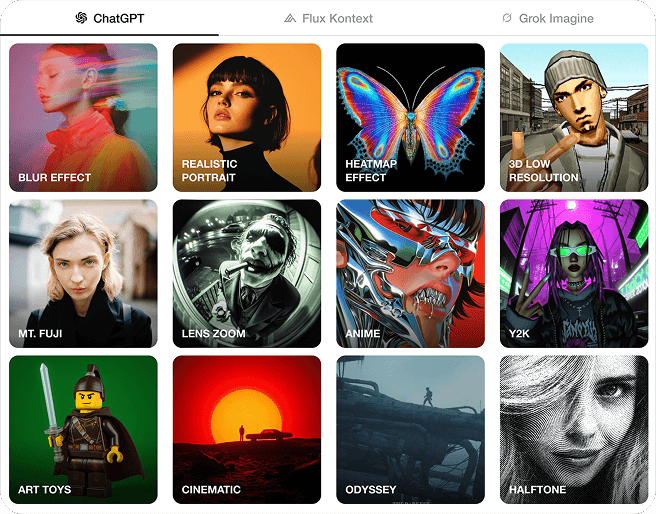 ChatGPT
Flux Kontext
Grok Imagine
BLUR EFFECT
REALISTIC
PORTRAIT
HEATMAP
EFFECT
3D LOW
RESOLUTION
MT. FUJI
LENS ZOOM
ANIME
Y2K
ART TOYS
CINEMATIC
ODYSSEY
HALFTONE